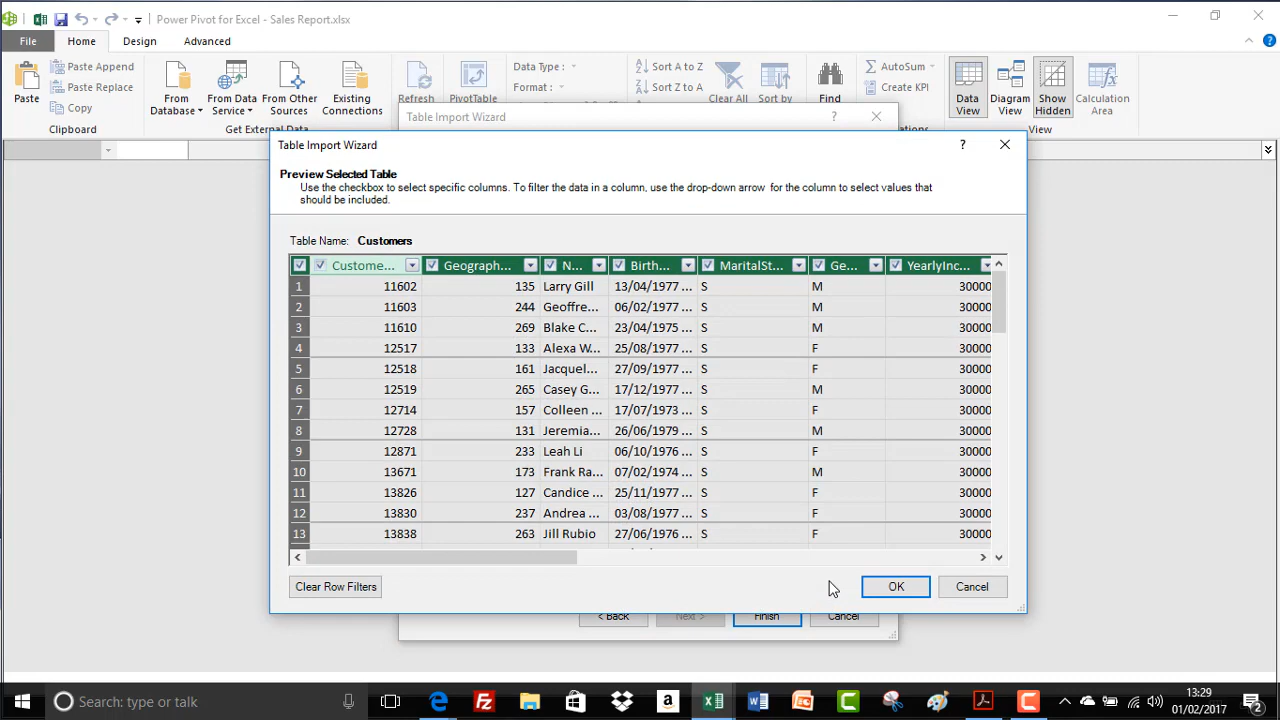 Power Pivot for Excel - Sales Report.xlsx
File Home Design Advanced
Paste
Paste Append
Paste Replace
Copy
Clipboard
From Database
From Data Service
From Other Sources
Existing Connections
Get External Data
Refresh
PivotTable
Data Type :
Format :
Sort A to Z
Sort Z to A
Clear All
Sort by
Find
AutoSum
Create KPI
Data View
Diagram View
Show Hidden
Calculation Area
View
Table Import Wizard
Table Import Wizard
Preview Selected Table
Use the checkbox to select specific columns. To filter the data in a column, use the drop-down arrow for the column to select values that
should be included.
Table Name: Customers
Custome... Geograph... N... Birth... MaritalSt... Ge... YearlyInc...
1 11602 135 Larry Gill 13/04/1977 ... S M 30000
2 11603 244 Geoffre... 06/02/1977 ... S M 30000
3 11610 269 Blake C... 23/04/1975 ... S M 30000
4 12517 133 Alexa W... 25/08/1977 ... S F 30000
5 12518 161 Jacquel... 27/09/1977 ... S F 30000
6 12519 265 Casey G... 17/12/1977 ... S M 30000
7 12714 157 Colleen ... 17/07/1973 ... S F 30000
8 12728 131 Jeremia... 26/06/1979 ... S M 30000
9 12871 233 Leah Li 06/10/1976 ... S F 30000
10 13671 173 Frank Ra... 07/02/1974 ... S M 30000
11 13826 127 Candice ... 25/11/1977 ... S F 30000
12 13830 237 Andrea ... 03/08/1977 ... S F 30000
13 13838 263 Jill Rubio 27/06/1976 ... S F 30000
Clear Row Filters OK Cancel
< Back Next > Finish Cancel
Search: type or talk
13:29
01/02/2017
2